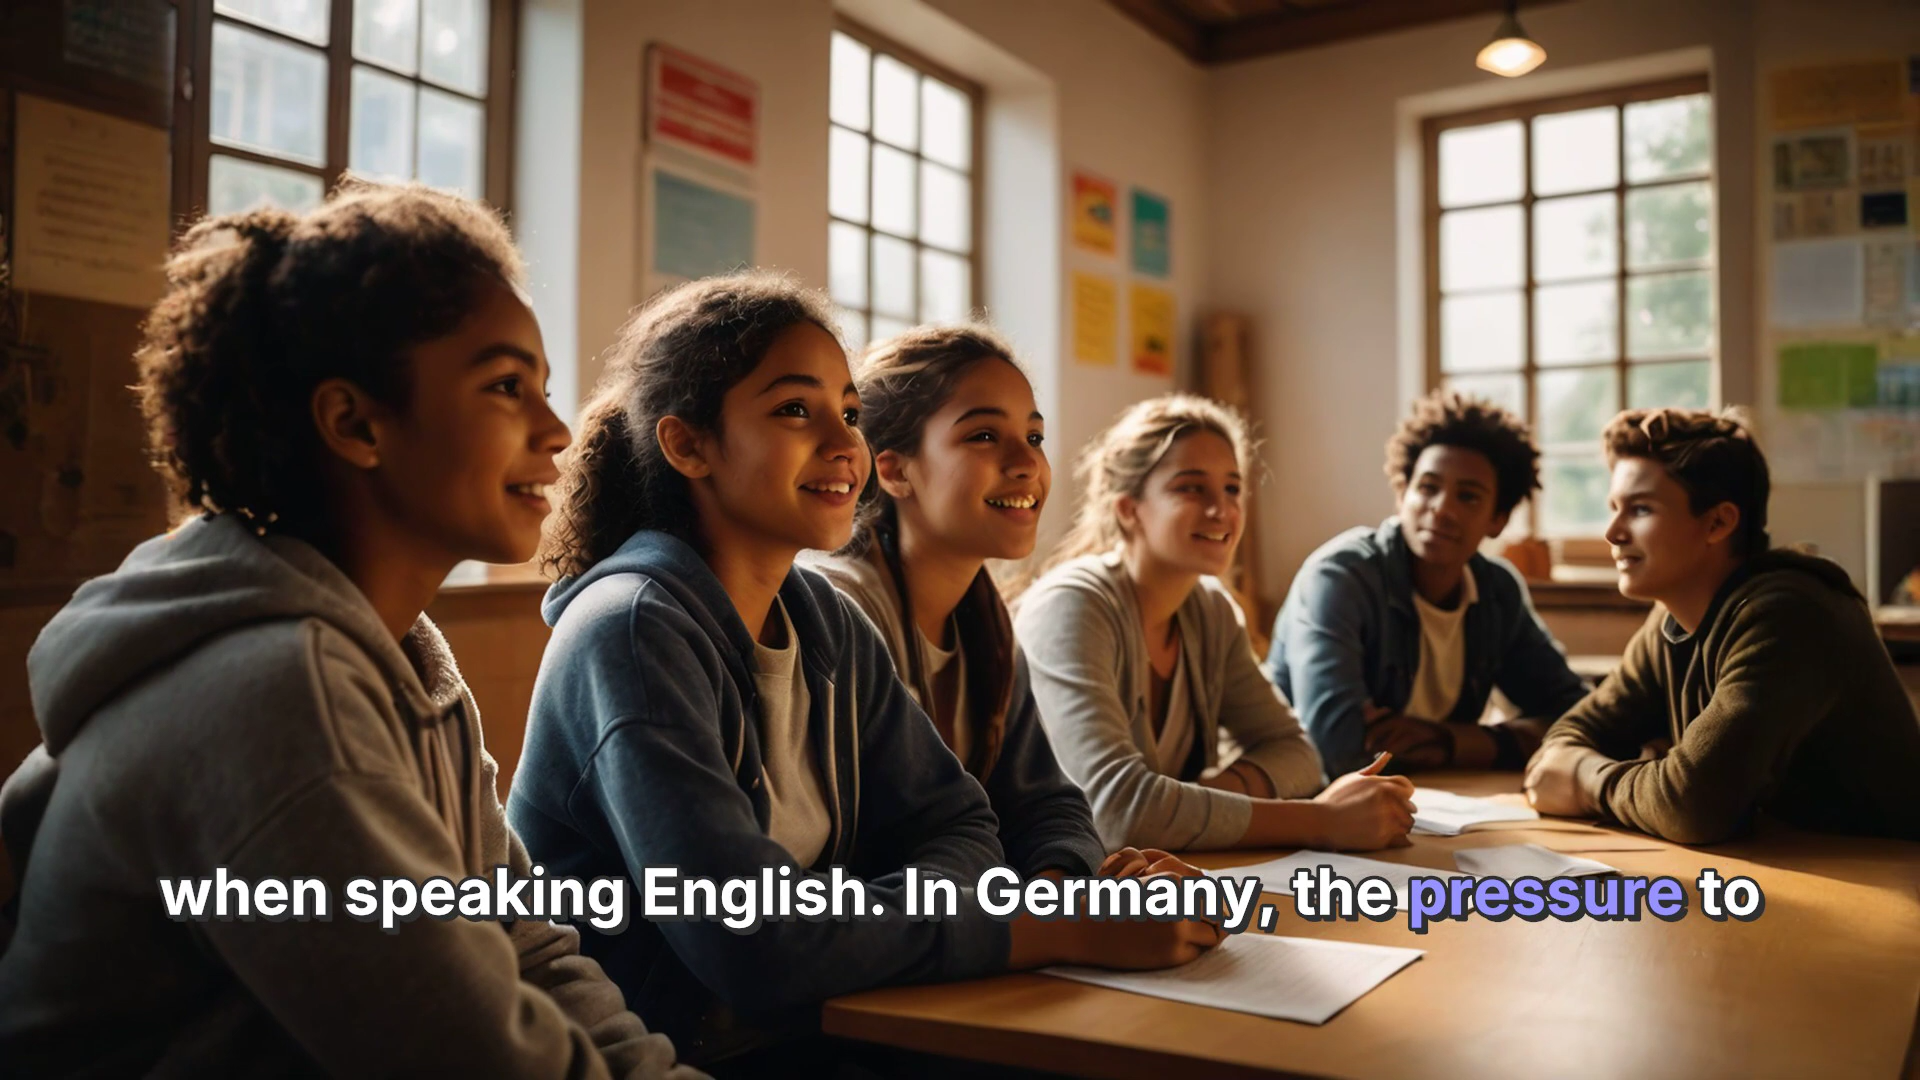 when speaking English. In Germany, the pressure to